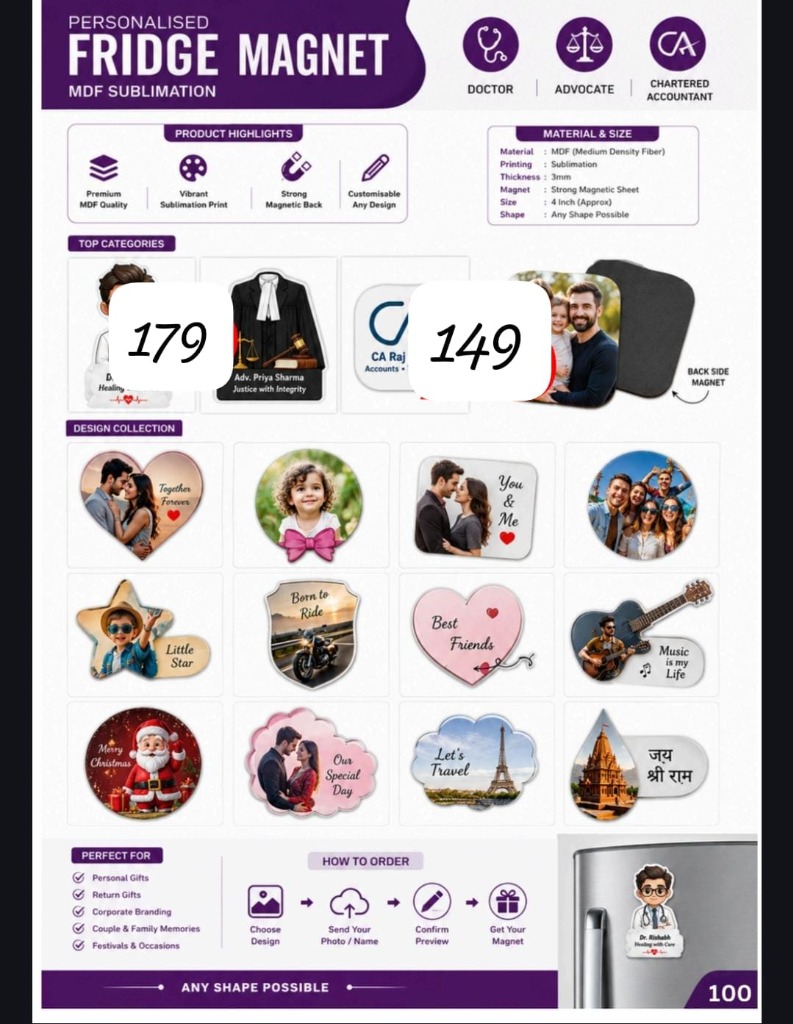 PERSONALISED
FRIDGE MAGNET
MDF SUBLIMATION
DOCTOR
ADVOCATE
CHARTERED
ACCOUNTANT
PRODUCT HIGHLIGHTS
Premium
MDF Quality
Vibrant
Sublimation Print
Strong
Magnetic Back
Customisable
Any Design
MATERIAL & SIZE
Material : MDF (Medium Density Fiber)
Printing : Sublimation
Thickness : 3mm
Magnet : Strong Magnetic Sheet
Size : 4 Inch (Approx)
Shape : Any Shape Possible
TOP CATEGORIES
179
Healing
Adv. Priya Sharma
Justice with Integrity
CA Raj
Accounts •
149
BACK SIDE
MAGNET
DESIGN COLLECTION
Together
Forever
You
&
Me
Little
Star
Born to
Ride
Best
Friends
Music
is my
Life
Merry
Christmas
Our
Special
Day
Let's
Travel
जय
श्री राम
PERFECT FOR
Personal Gifts
Return Gifts
Corporate Branding
Couple & Family Memories
Festivals & Occasions
HOW TO ORDER
Choose
Design
Send Your
Photo / Name
Confirm
Preview
Get Your
Magnet
Dr. Rishabh
Healing with Care
ANY SHAPE POSSIBLE
100